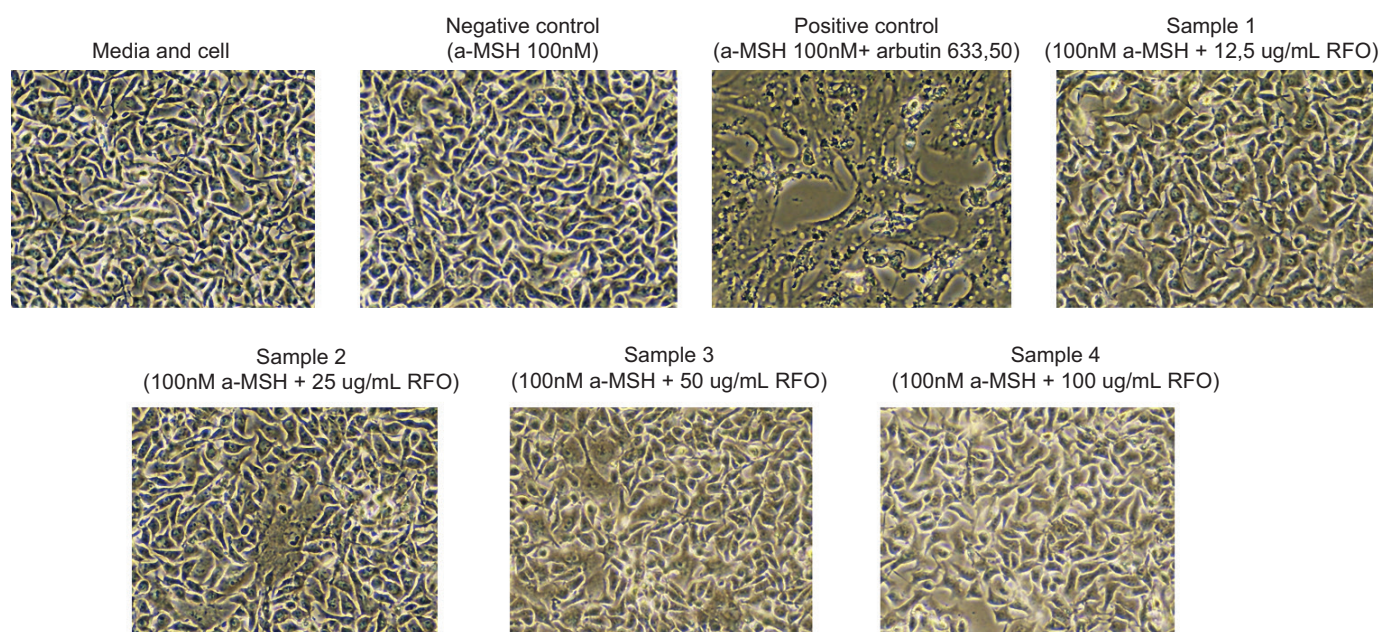 Media and cell
Negative control
(a-MSH 100nM)
Positive control
(a-MSH 100nM+ arbutin 633,50)
Sample 1
(100nM a-MSH + 12,5 ug/mL RFO)
Sample 2
(100nM a-MSH + 25 ug/mL RFO)
Sample 3
(100nM a-MSH + 50 ug/mL RFO)
Sample 4
(100nM a-MSH + 100 ug/mL RFO)